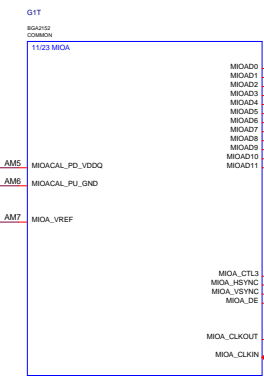 G1T
BGA2152
COMMON
11/23 MIOA
MIOAD0
MIOAD1
MIOAD2
MIOAD3
MIOAD4
MIOAD5
MIOAD6
MIOAD7
MIOAD8
MIOAD9
MIOAD10
MIOAD11
AM5 MIOACAL_PD_VDDQ
AM6 MIOACAL_PU_GND
AM7 MIOA_VREF
MIOA_CTL3
MIOA_HSYNC
MIOA_VSYNC
MIOA_DE
MIOA_CLKOUT
MIOA_CLKIN